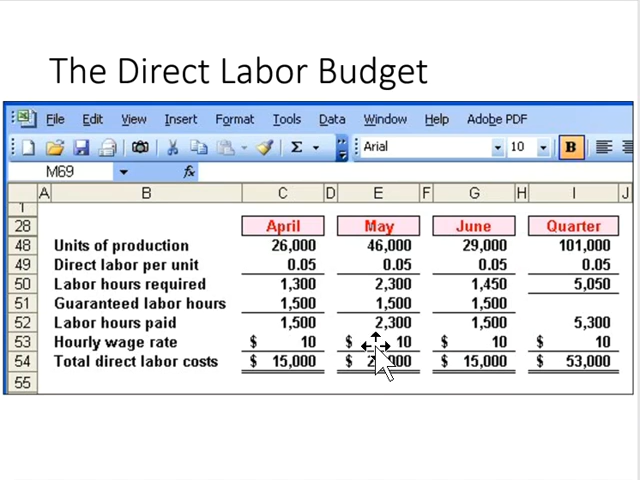 The Direct Labor Budget
File Edit View Insert Format Tools Data Window Help Adobe PDF
Σ Arial 10 B
M69 fx
A B C D E F G H I J
1
28 April May June Quarter
48 Units of production 26,000 46,000 29,000 101,000
49 Direct labor per unit 0.05 0.05 0.05 0.05
50 Labor hours required 1,300 2,300 1,450 5,050
51 Guaranteed labor hours 1,500 1,500 1,500
52 Labor hours paid 1,500 2,300 1,500 5,300
53 Hourly wage rate $ 10 $ 10 $ 10 $ 10
54 Total direct labor costs $ 15,000 $ $ 15,000 $ 53,000
55